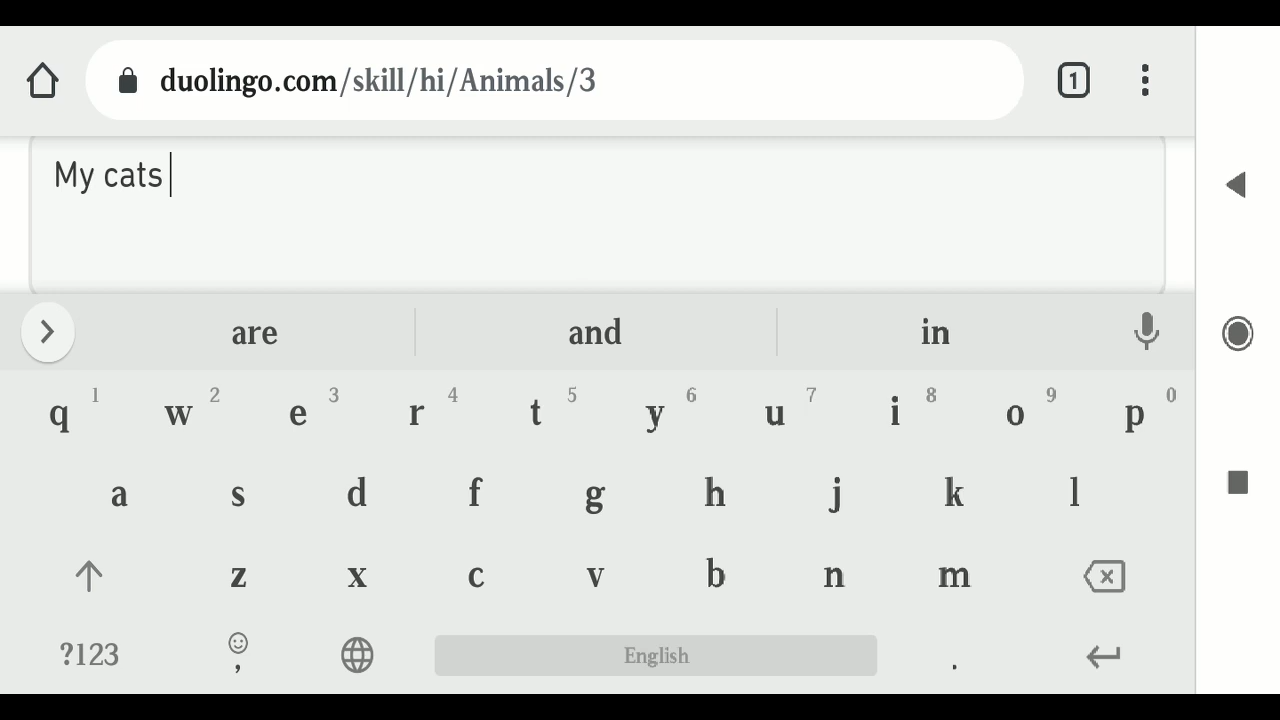 duolingo.com/skill/hi/Animals/3
1
My cats
are and in
q 1 w 2 e 3 r 4 t 5 y 6 u 7 i 8 o 9 p 0
a s d f g h j k l
z x c v b n m
?123 , English .